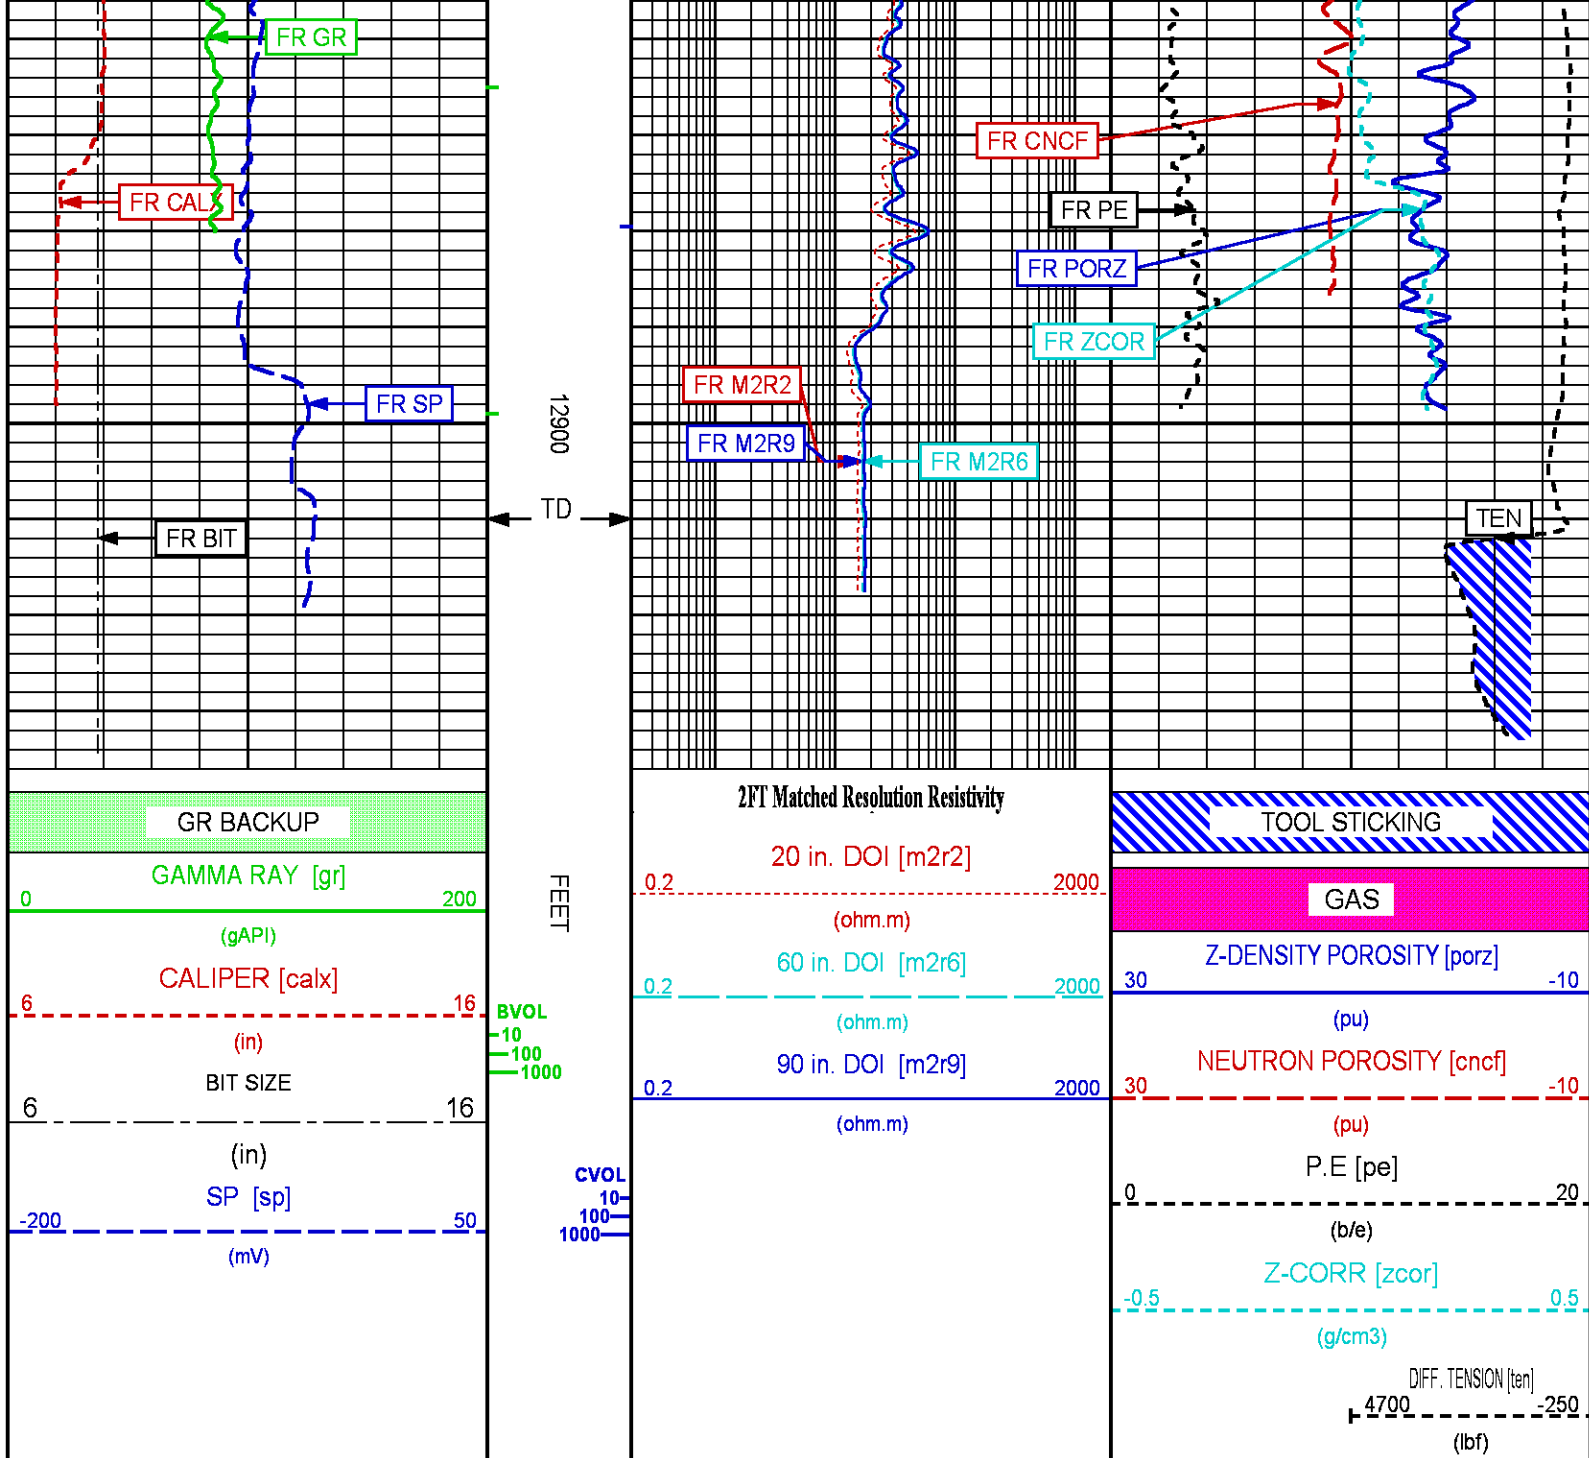 FR GR
FR CALX
FR SP
FR BIT
12900
TD
FR CNCF
FR PE
FR PORZ
FR ZCOR
FR M2R2
FR M2R9
FR M2R6
TEN
GR BACKUP
GAMMA RAY [gr]
0 200
(gAPI)
CALIPER [calx]
6 16
(in)
BIT SIZE
6 16
(in)
SP [sp]
-200 50
(mV)
FEET
BVOL
10
100
1000
CVOL
10
100
1000
2FT Matched Resolution Resistivity
20 in. DOI [m2r2]
0.2 2000
(ohm.m)
60 in. DOI [m2r6]
0.2 2000
(ohm.m)
90 in. DOI [m2r9]
0.2 2000
(ohm.m)
TOOL STICKING
GAS
Z-DENSITY POROSITY [porz]
30 -10
(pu)
NEUTRON POROSITY [cncf]
30 -10
(pu)
P.E [pe]
0 20
(b/e)
Z-CORR [zcor]
-0.5 0.5
(g/cm3)
DIFF. TENSION [ten]
4700 -250
(lbf)